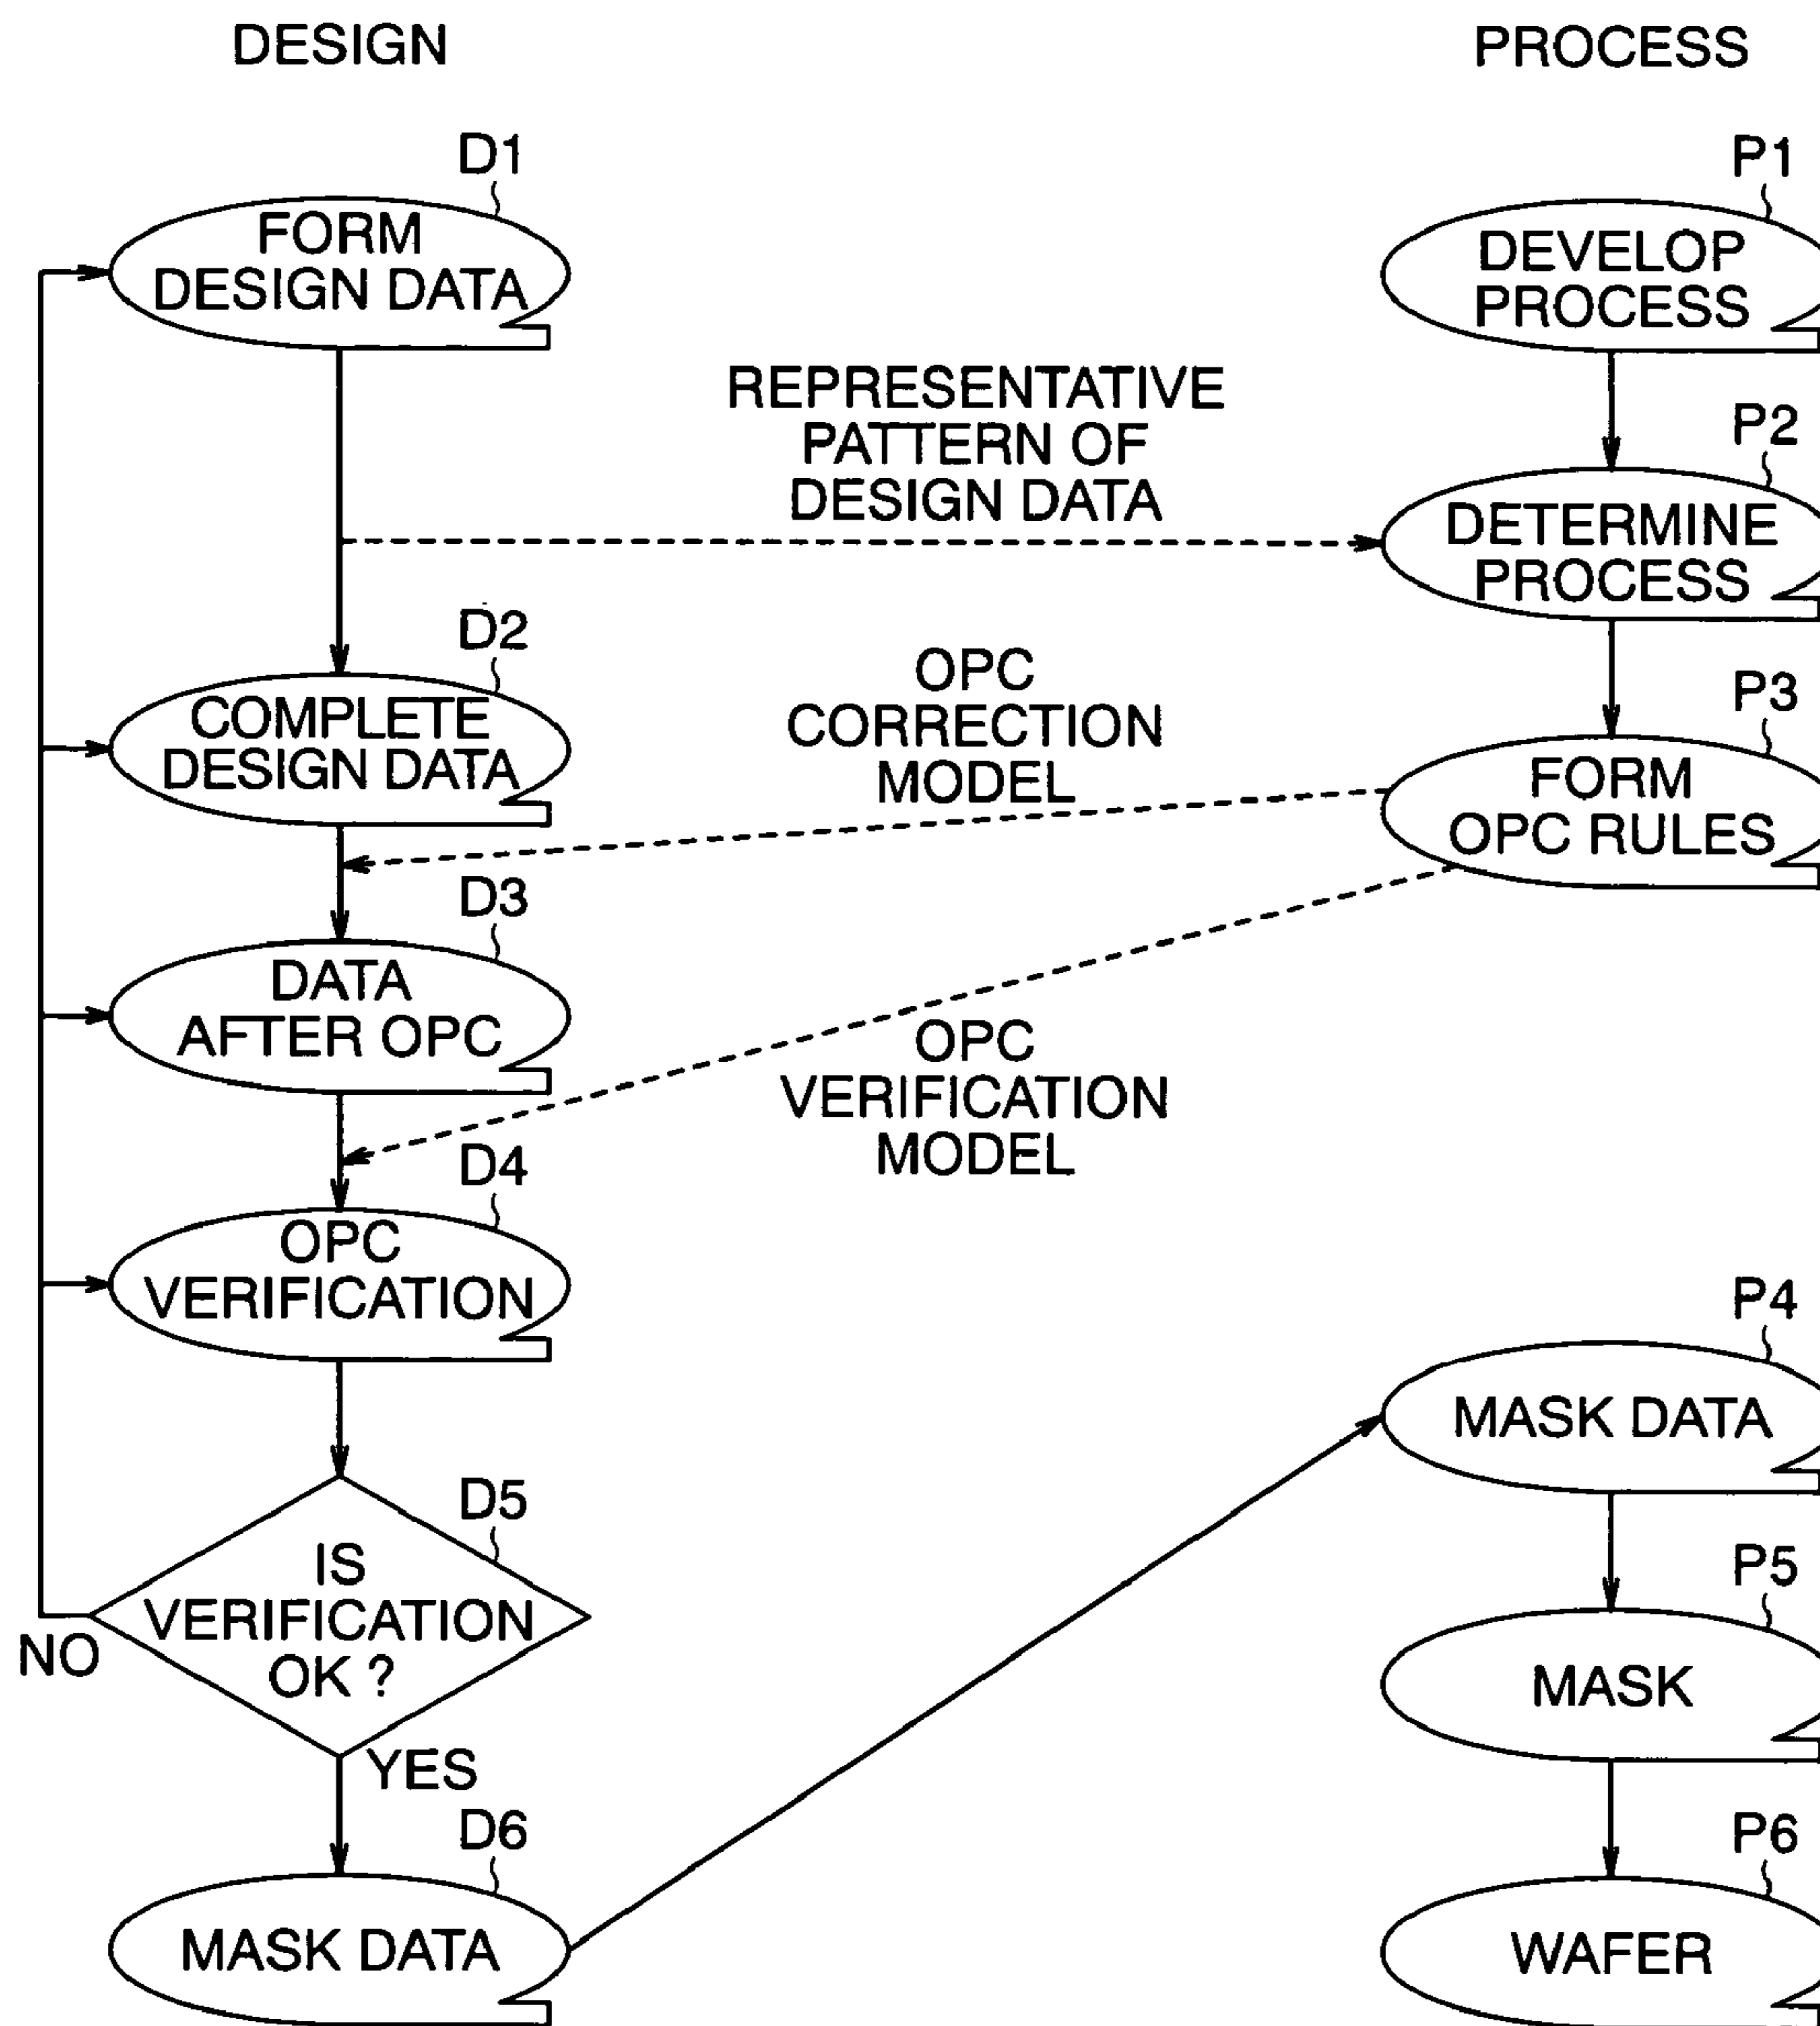 DESIGN
PROCESS
D1
FORM
DESIGN DATA
P1
DEVELOP
PROCESS
REPRESENTATIVE
PATTERN OF
DESIGN DATA
P2
DETERMINE
PROCESS
D2
COMPLETE
DESIGN DATA
OPC
CORRECTION
MODEL
P3
FORM
OPC RULES
D3
DATA
AFTER OPC
OPC
VERIFICATION
MODEL
D4
OPC
VERIFICATION
P4
MASK DATA
D5
IS
VERIFICATION
OK ?
NO
YES
P5
MASK
D6
MASK DATA
P6
WAFER